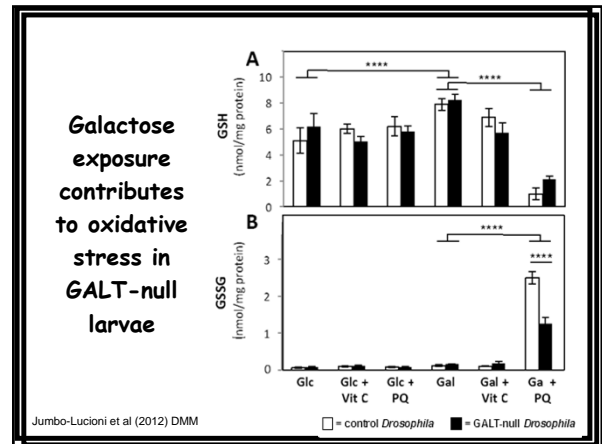 Galactose
exposure
contributes
to oxidative
stress in
GALT-null
larvae
A
****
****
GSH
(nmol/mg protein)
10
8
6
4
2
0
B
****
****
GSSG
(nmol/mg protein)
3
2
1
0
Glc Glc + Glc + Gal Gal + Ga +
Vit C PQ Vit C PQ
Jumbo-Lucioni et al (2012) DMM
= control Drosophila = GALT-null Drosophila